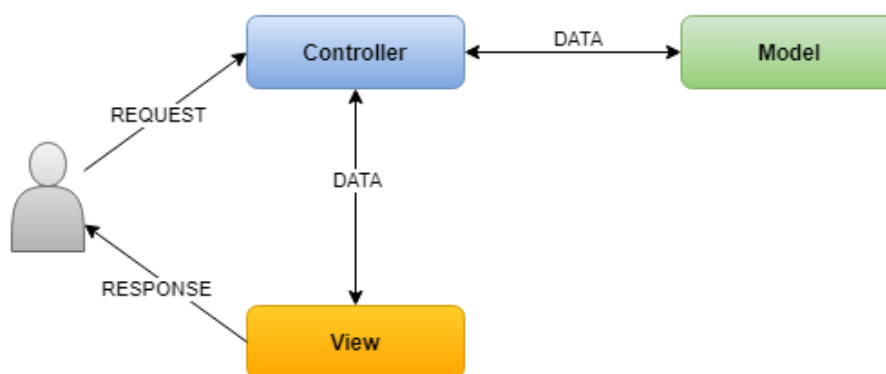 Controller
DATA
Model
REQUEST
DATA
RESPONSE
View